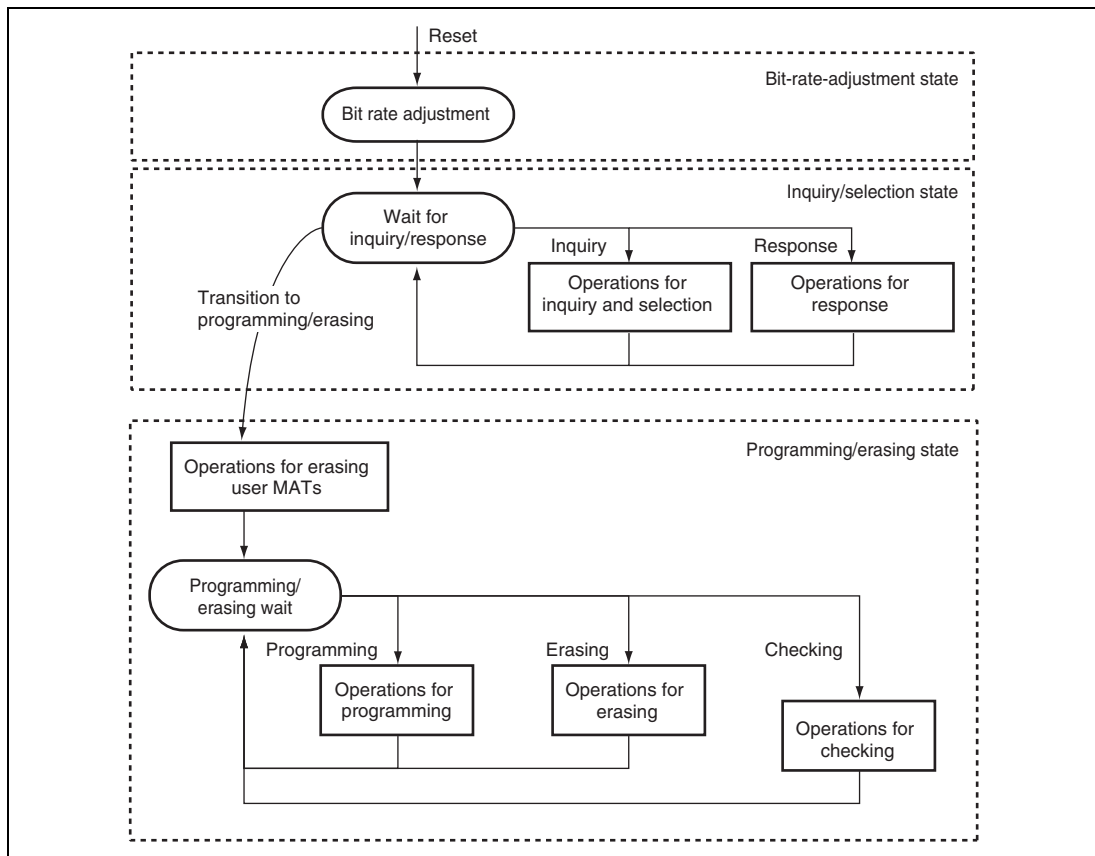 Reset
Bit-rate-adjustment state
Bit rate adjustment
Inquiry/selection state
Wait for
inquiry/response
Inquiry
Response
Operations for
inquiry and selection
Operations for
response
Transition to
programming/erasing
Programming/erasing state
Operations for erasing
user MATs
Programming/
erasing wait
Programming
Erasing
Checking
Operations for
programming
Operations for
erasing
Operations for
checking